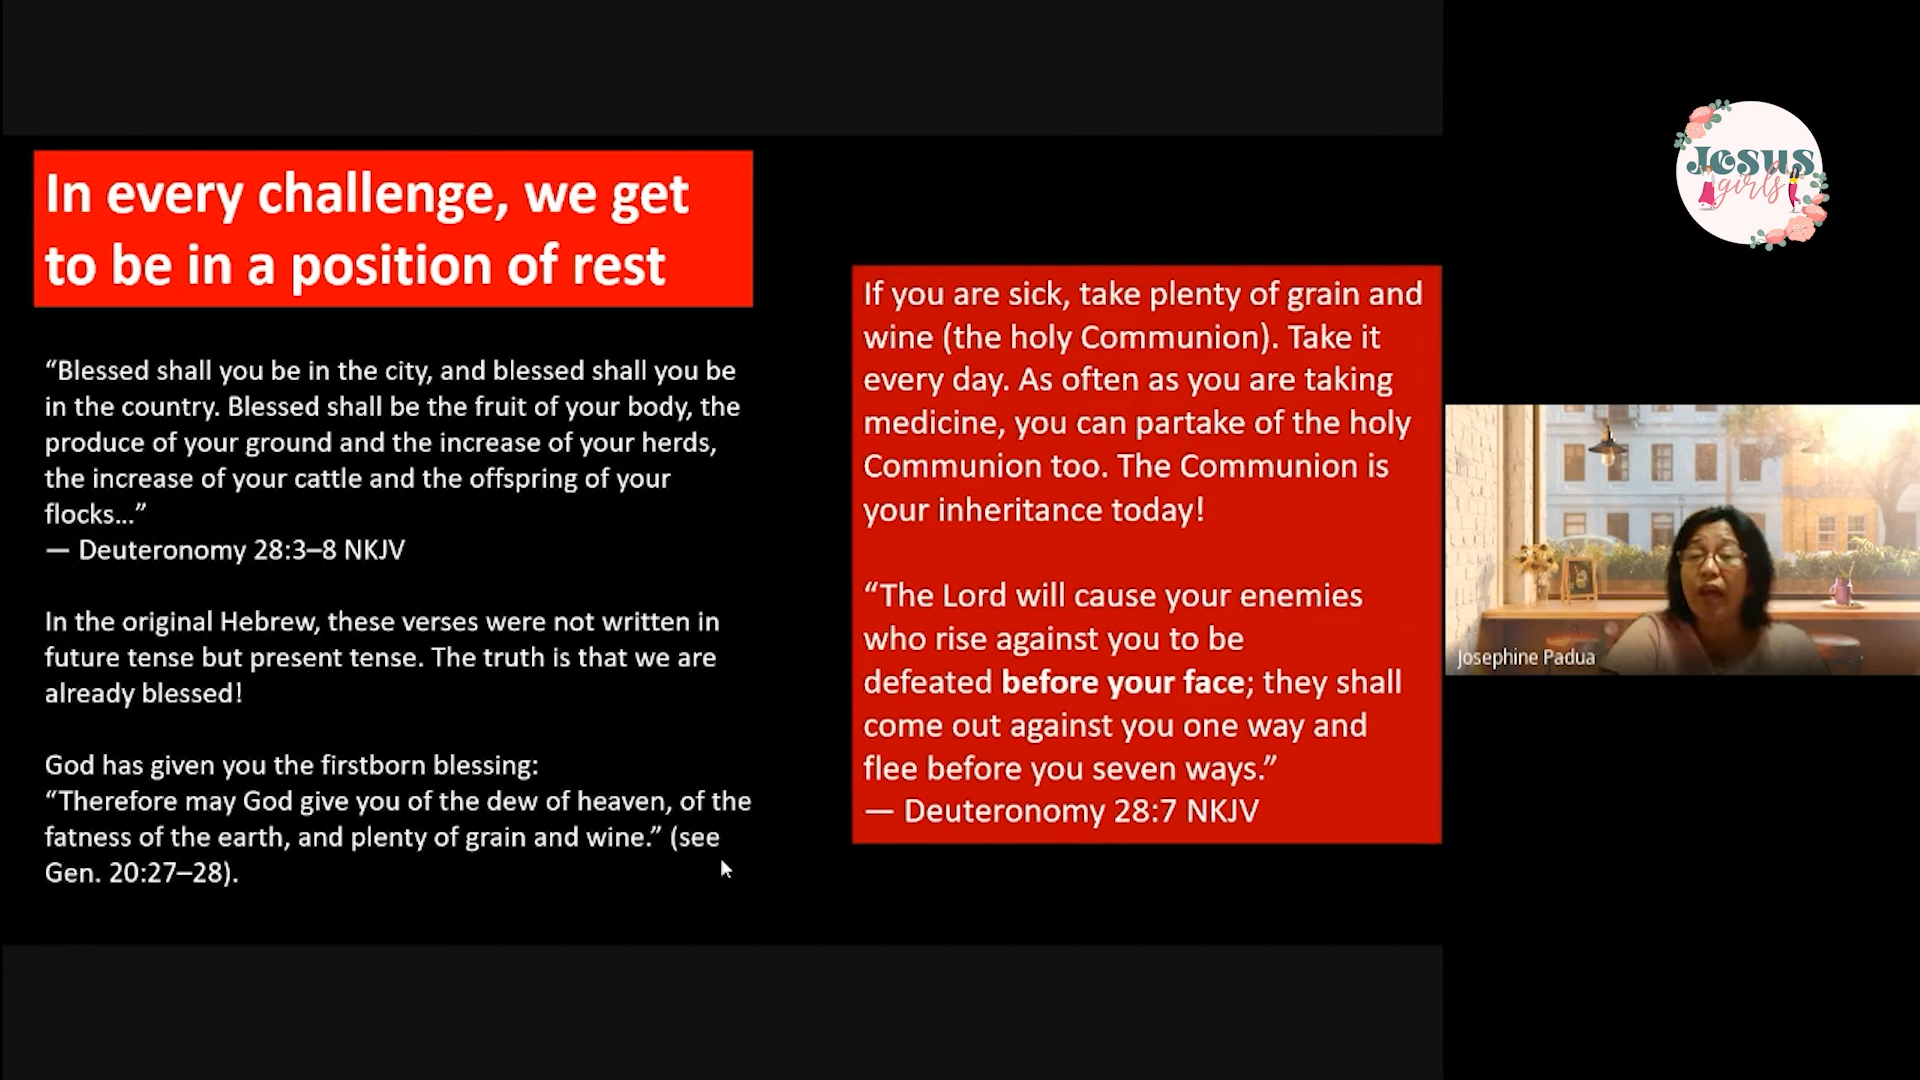 In every challenge, we get
to be in a position of rest
“Blessed shall you be in the city, and blessed shall you be
in the country. Blessed shall be the fruit of your body, the
produce of your ground and the increase of your herds,
the increase of your cattle and the offspring of your
flocks...”
— Deuteronomy 28:3–8 NKJV
In the original Hebrew, these verses were not written in
future tense but present tense. The truth is that we are
already blessed!
God has given you the firstborn blessing:
“Therefore may God give you of the dew of heaven, of the
fatness of the earth, and plenty of grain and wine.” (see
Gen. 20:27–28).
If you are sick, take plenty of grain and
wine (the holy Communion). Take it
every day. As often as you are taking
medicine, you can partake of the holy
Communion too. The Communion is
your inheritance today!
“The Lord will cause your enemies
who rise against you to be
defeated before your face; they shall
come out against you one way and
flee before you seven ways.”
— Deuteronomy 28:7 NKJV
Jesus
girls
Josephine Padua